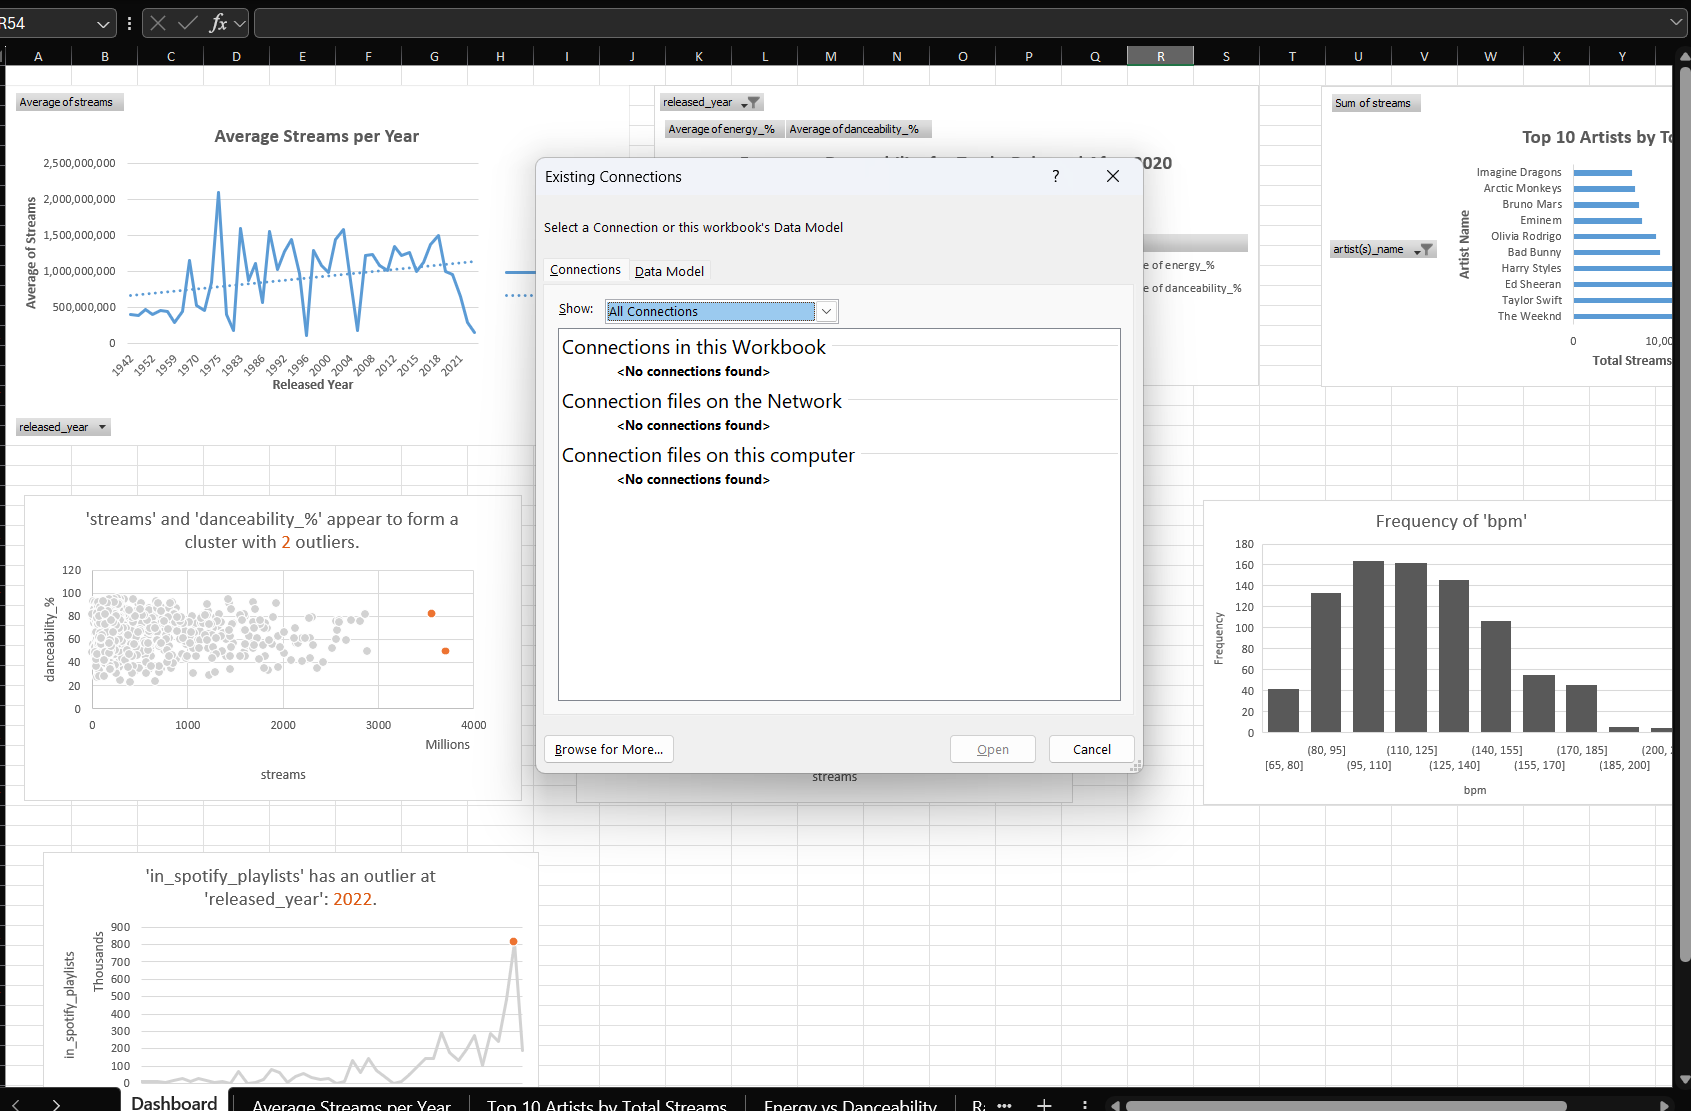 R54
fx
A B C D E F G H I J K L M N O P Q R S T U V W X Y
Average of streams
Average Streams per Year
2,500,000,000
2,000,000,000
1,500,000,000
1,000,000,000
500,000,000
0
Average of Streams
1942 1952 1959 1970 1975 1983 1986 1992 1996 2000 2004 2008 2012 2015 2018 2021
Released Year
released_year
released_year
Average of energy_%
Average of danceability_%
2020
e of energy_%
e of danceability_%
Sum of streams
Top 10 Artists by To
Imagine Dragons
Arctic Monkeys
Bruno Mars
Eminem
Olivia Rodrigo
Bad Bunny
Harry Styles
Ed Sheeran
Taylor Swift
The Weeknd
Artist Name
artist(s)_name
0 10,00
Total Streams
Existing Connections
?
Select a Connection or this workbook's Data Model
Connections
Data Model
Show:
All Connections
Connections in this Workbook
<No connections found>
Connection files on the Network
<No connections found>
Connection files on this computer
<No connections found>
Browse for More...
Open
Cancel
'streams' and 'danceability_%' appear to form a
cluster with 2 outliers.
120
100
80
60
40
20
0
danceability_%
0 1000 2000 3000 4000
Millions
streams
streams
Frequency of 'bpm'
180
160
140
120
100
80
60
40
20
0
Frequency
[65, 80] (80, 95] (95, 110] (110, 125] (125, 140] (140, 155] (155, 170] (170, 185] (185, 200] (200,
bpm
'in_spotify_playlists' has an outlier at
'released_year': 2022.
900
800
700
600
500
400
300
200
100
0
Thousands
in_spotify_playlists
Dashboard
Average Streams per Year
Top 10 Artists by Total Streams
Energy vs Danceability